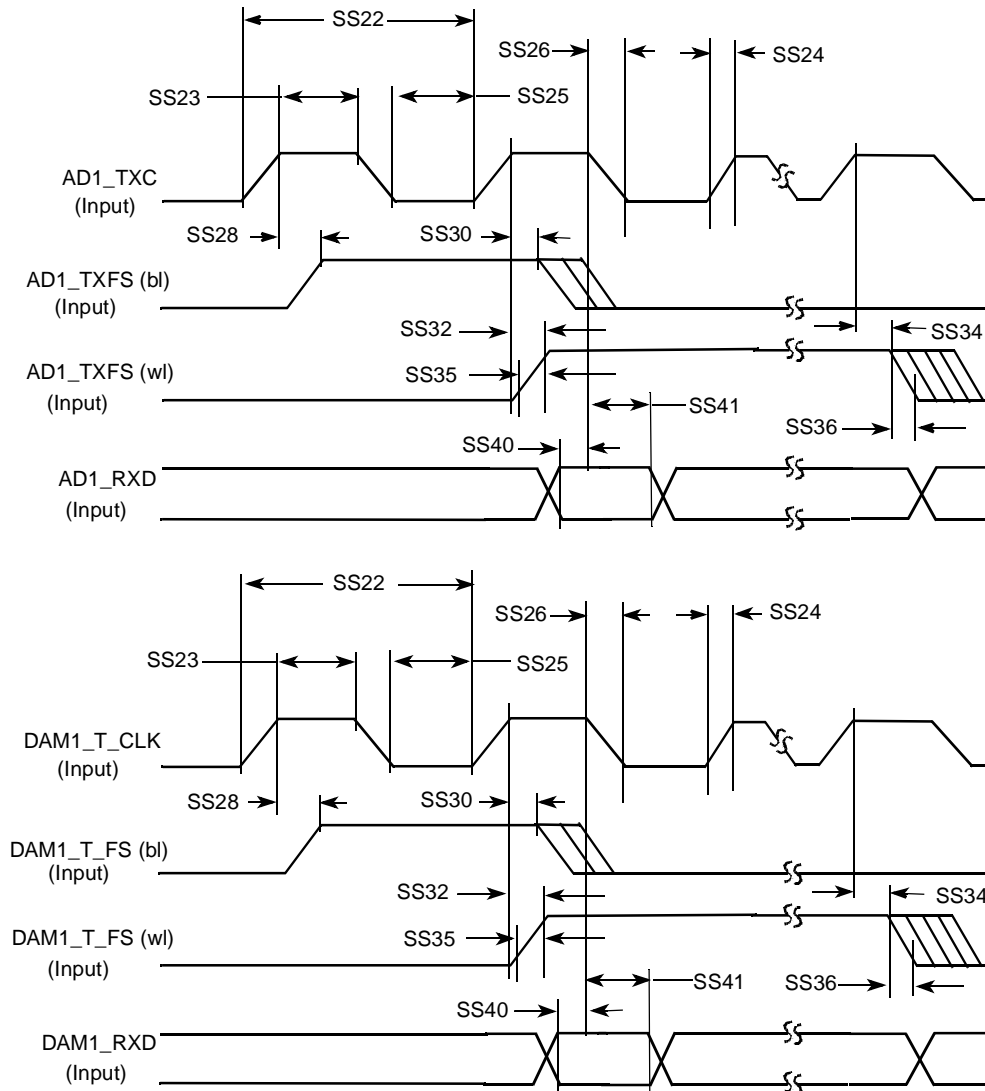 SS22
SS26
SS24
SS23
SS25
AD1_TXC
(Input)
SS28
SS30
AD1_TXFS (bl)
(Input)
SS32
SS34
SS35
AD1_TXFS (wl)
(Input)
SS41
SS36
SS40
AD1_RXD
(Input)
SS22
SS26
SS24
SS23
SS25
DAM1_T_CLK
(Input)
SS28
SS30
DAM1_T_FS (bl)
(Input)
SS32
SS34
SS35
DAM1_T_FS (wl)
(Input)
SS41
SS36
SS40
DAM1_RXD
(Input)